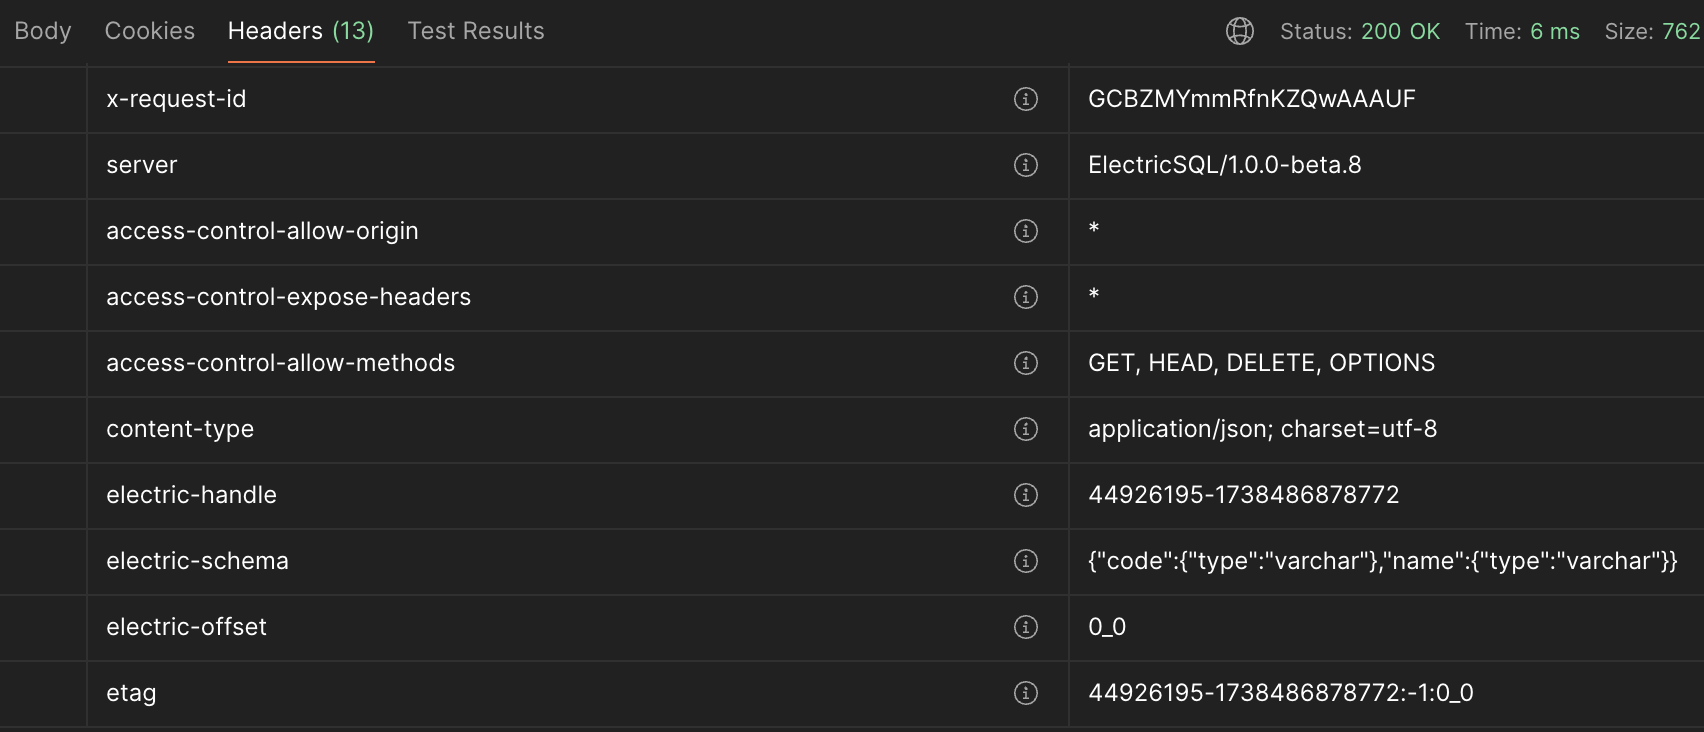 Body Cookies Headers (13) Test Results Status: 200 OK Time: 6 ms Size: 762
x-request-id GCBZMYmmRfnKZQwAAAUF
server ElectricSQL/1.0.0-beta.8
access-control-allow-origin *
access-control-expose-headers *
access-control-allow-methods GET, HEAD, DELETE, OPTIONS
content-type application/json; charset=utf-8
electric-handle 44926195-1738486878772
electric-schema {"code":{"type":"varchar"},"name":{"type":"varchar"}}
electric-offset 0_0
etag 44926195-1738486878772:-1:0_0